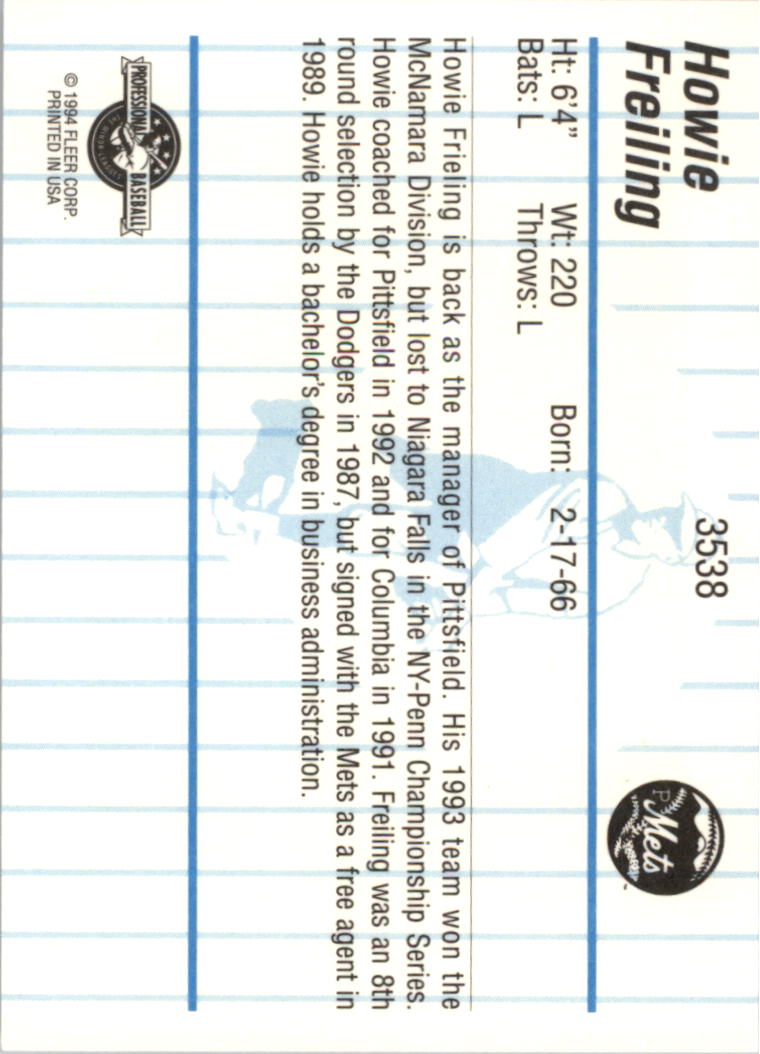 Howie
Freiling
3538
P Mets
™
Ht: 6'4" Wt: 220 Born: 2-17-66
Bats: L Throws: L
Howie Frieling is back as the manager of Pittsfield. His 1993 team won the
McNamara Division, but lost to Niagara Falls in the NY-Penn Championship Series.
Howie coached for Pittsfield in 1992 and for Columbia in 1991. Freiling was an 8th
round selection by the Dodgers in 1987, but signed with the Mets as a free agent in
1989. Howie holds a bachelor's degree in business administration.
PROFESSIONAL BASEBALL
THE MINOR LEAGUES
© 1994 FLEER CORP.
PRINTED IN USA